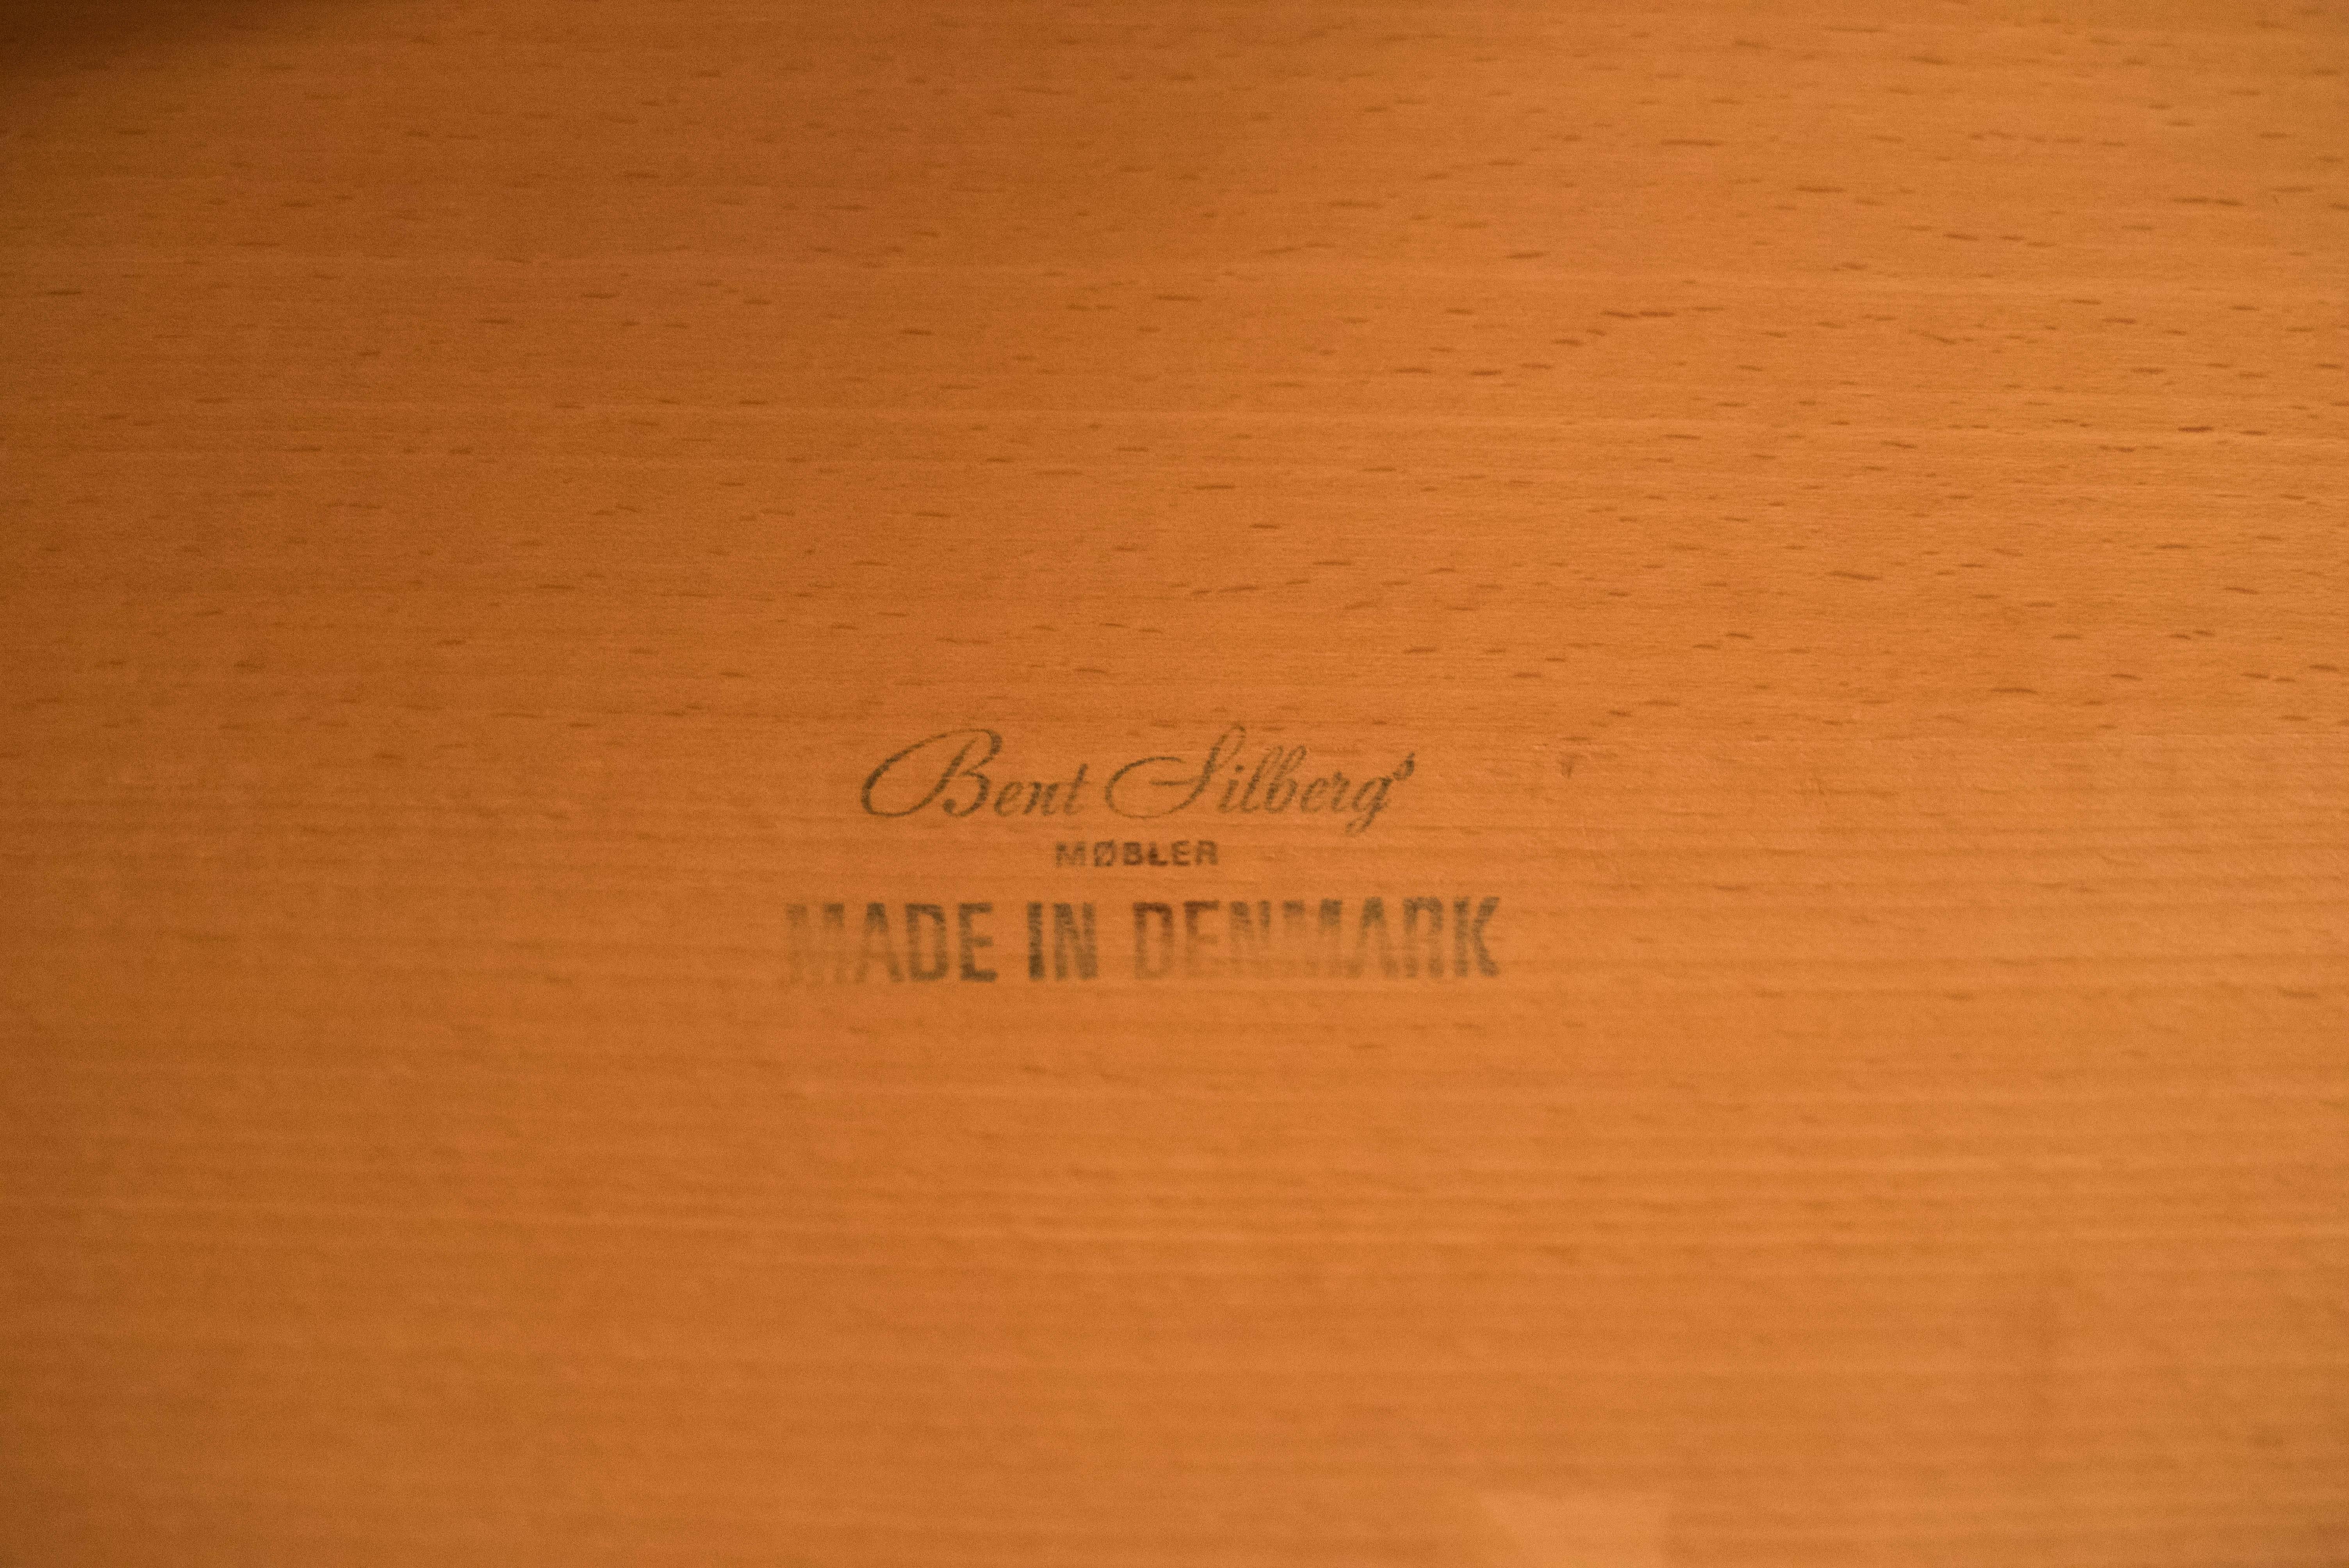 Bent Silberg's
MØBLER
MADE IN DENMARK